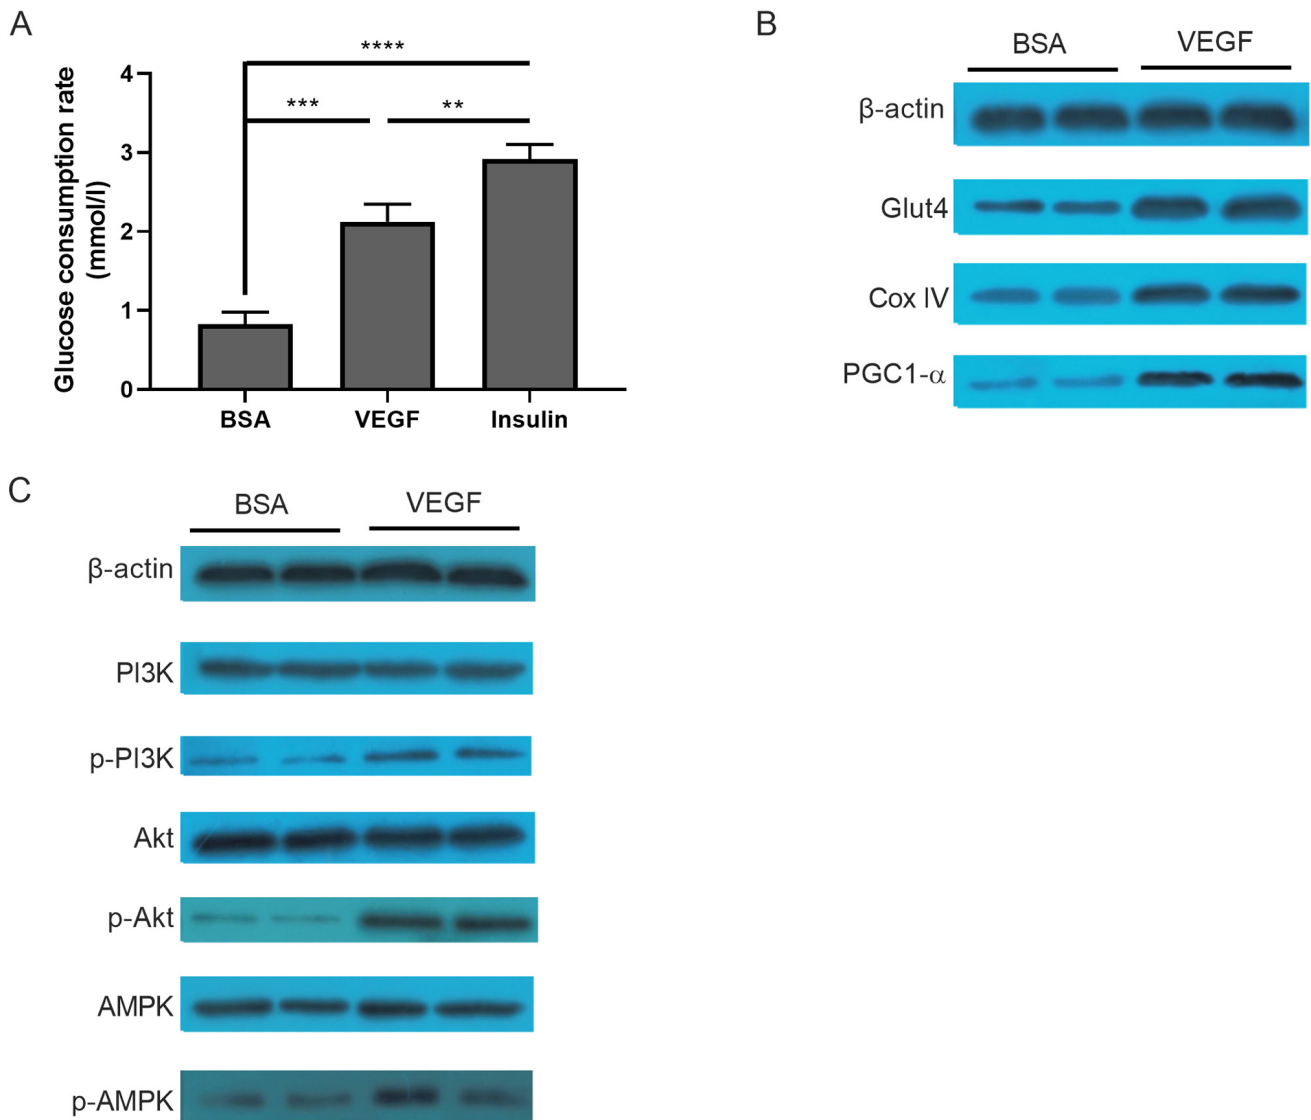 A
****
***
**
Glucose consumption rate
(mmol/l)
4
3
2
1
0
BSA
VEGF
Insulin
B
BSA
VEGF
β-actin
Glut4
Cox IV
PGC1-α
C
BSA
VEGF
β-actin
PI3K
p-PI3K
Akt
p-Akt
AMPK
p-AMPK